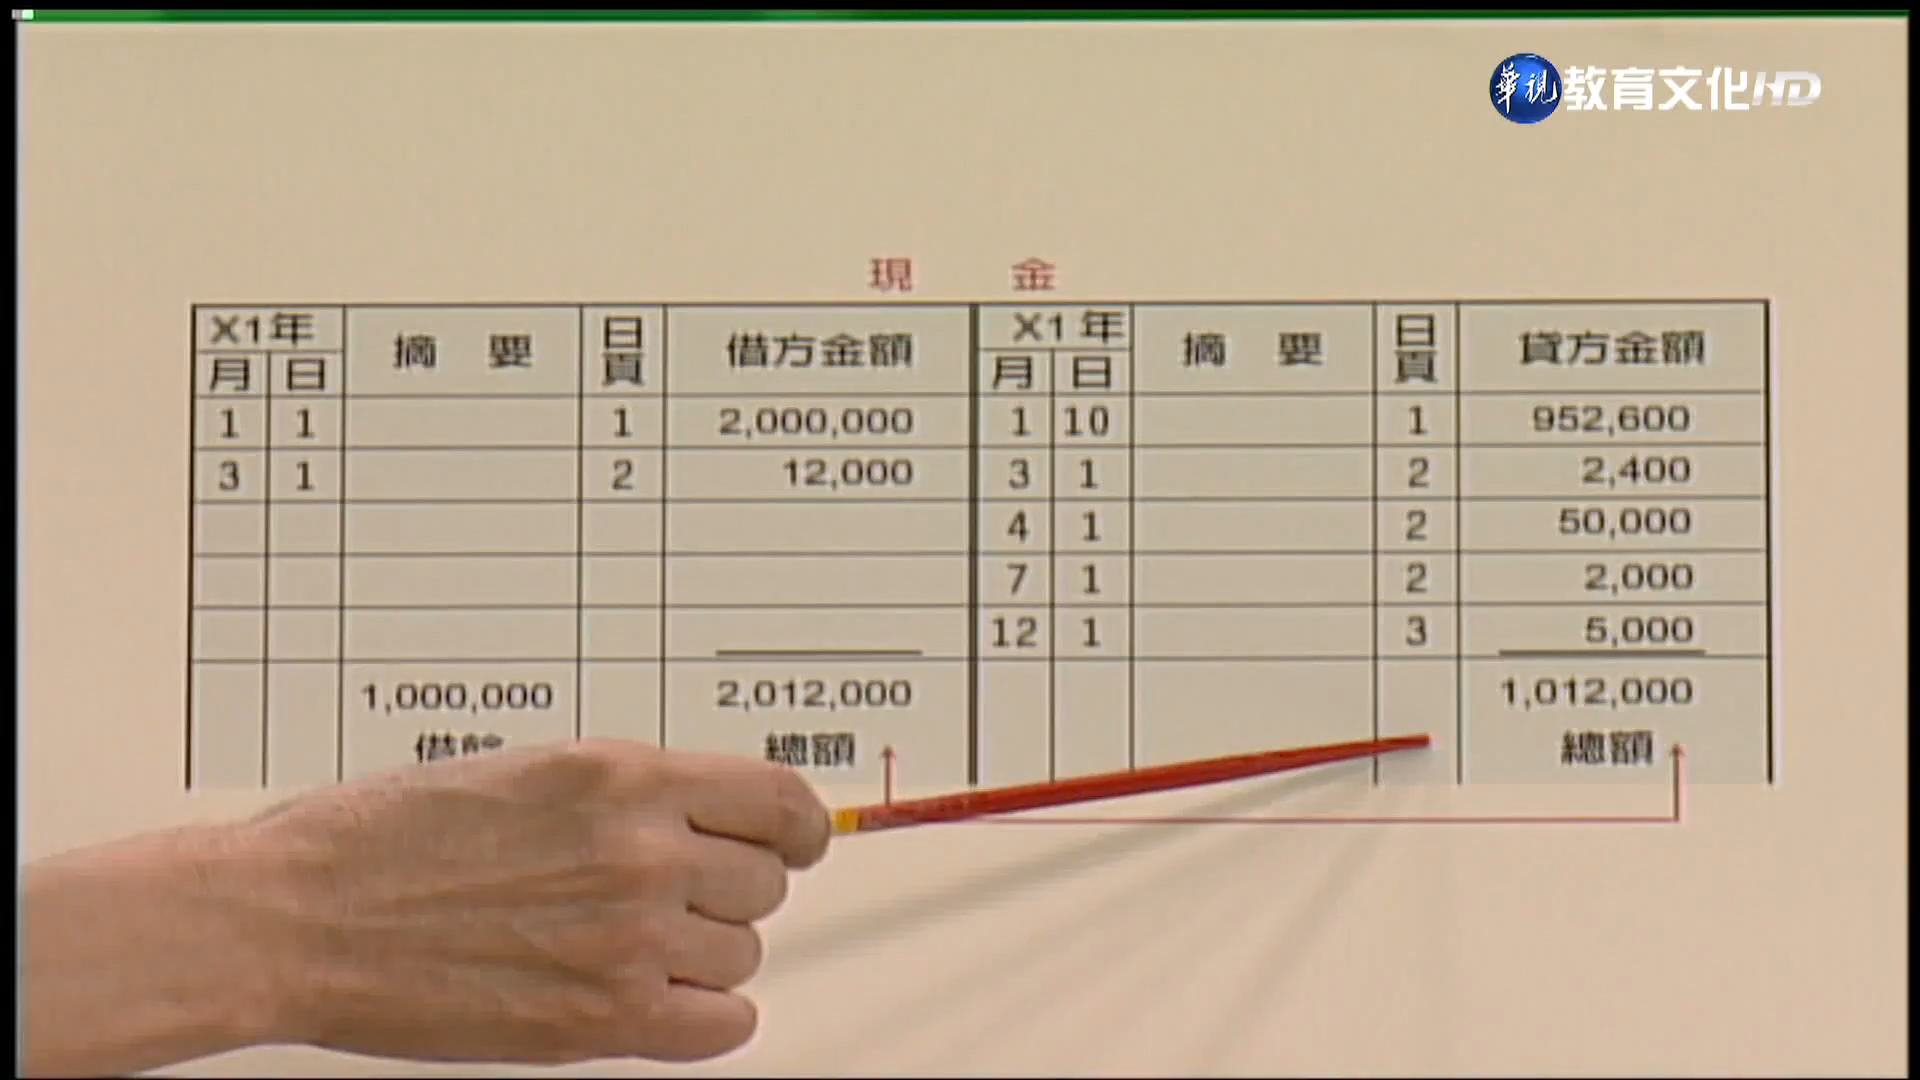 華視 教育文化HD
現 金
X1年 摘 要 日頁 借方金額 X1年 摘 要 日頁 貸方金額
月 日 月 日
1 1 1 2,000,000 1 10 1 952,600
3 1 2 12,000 3 1 2 2,400
4 1 2 50,000
7 1 2 2,000
12 1 3 5,000
1,000,000 2,012,000 1,012,000
借餘 總額 總額